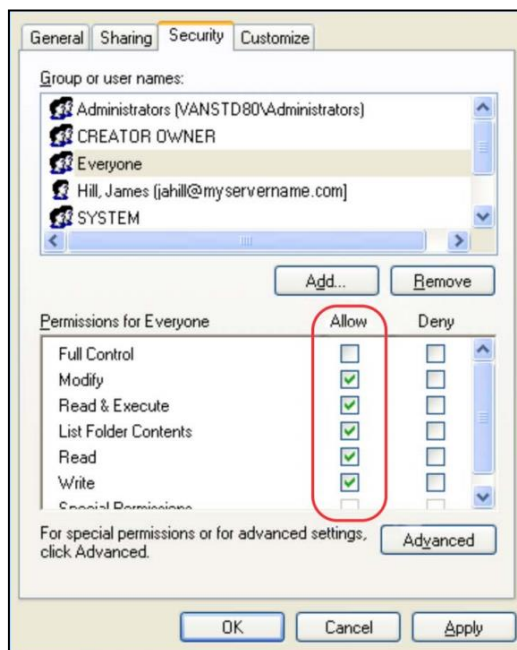 General Sharing Security Customize
Group or user names:
Administrators (VANSTD80\Administrators)
CREATOR OWNER
Everyone
Hill, James (jahill@myservername.com]
SYSTEM
Add... Remove
Permissions for Everyone Allow Deny
Full Control
Modify
Read & Execute
List Folder Contents
Read
Write
Special Permissions
For special permissions or for advanced settings, Advanced
click Advanced.
OK Cancel Apply